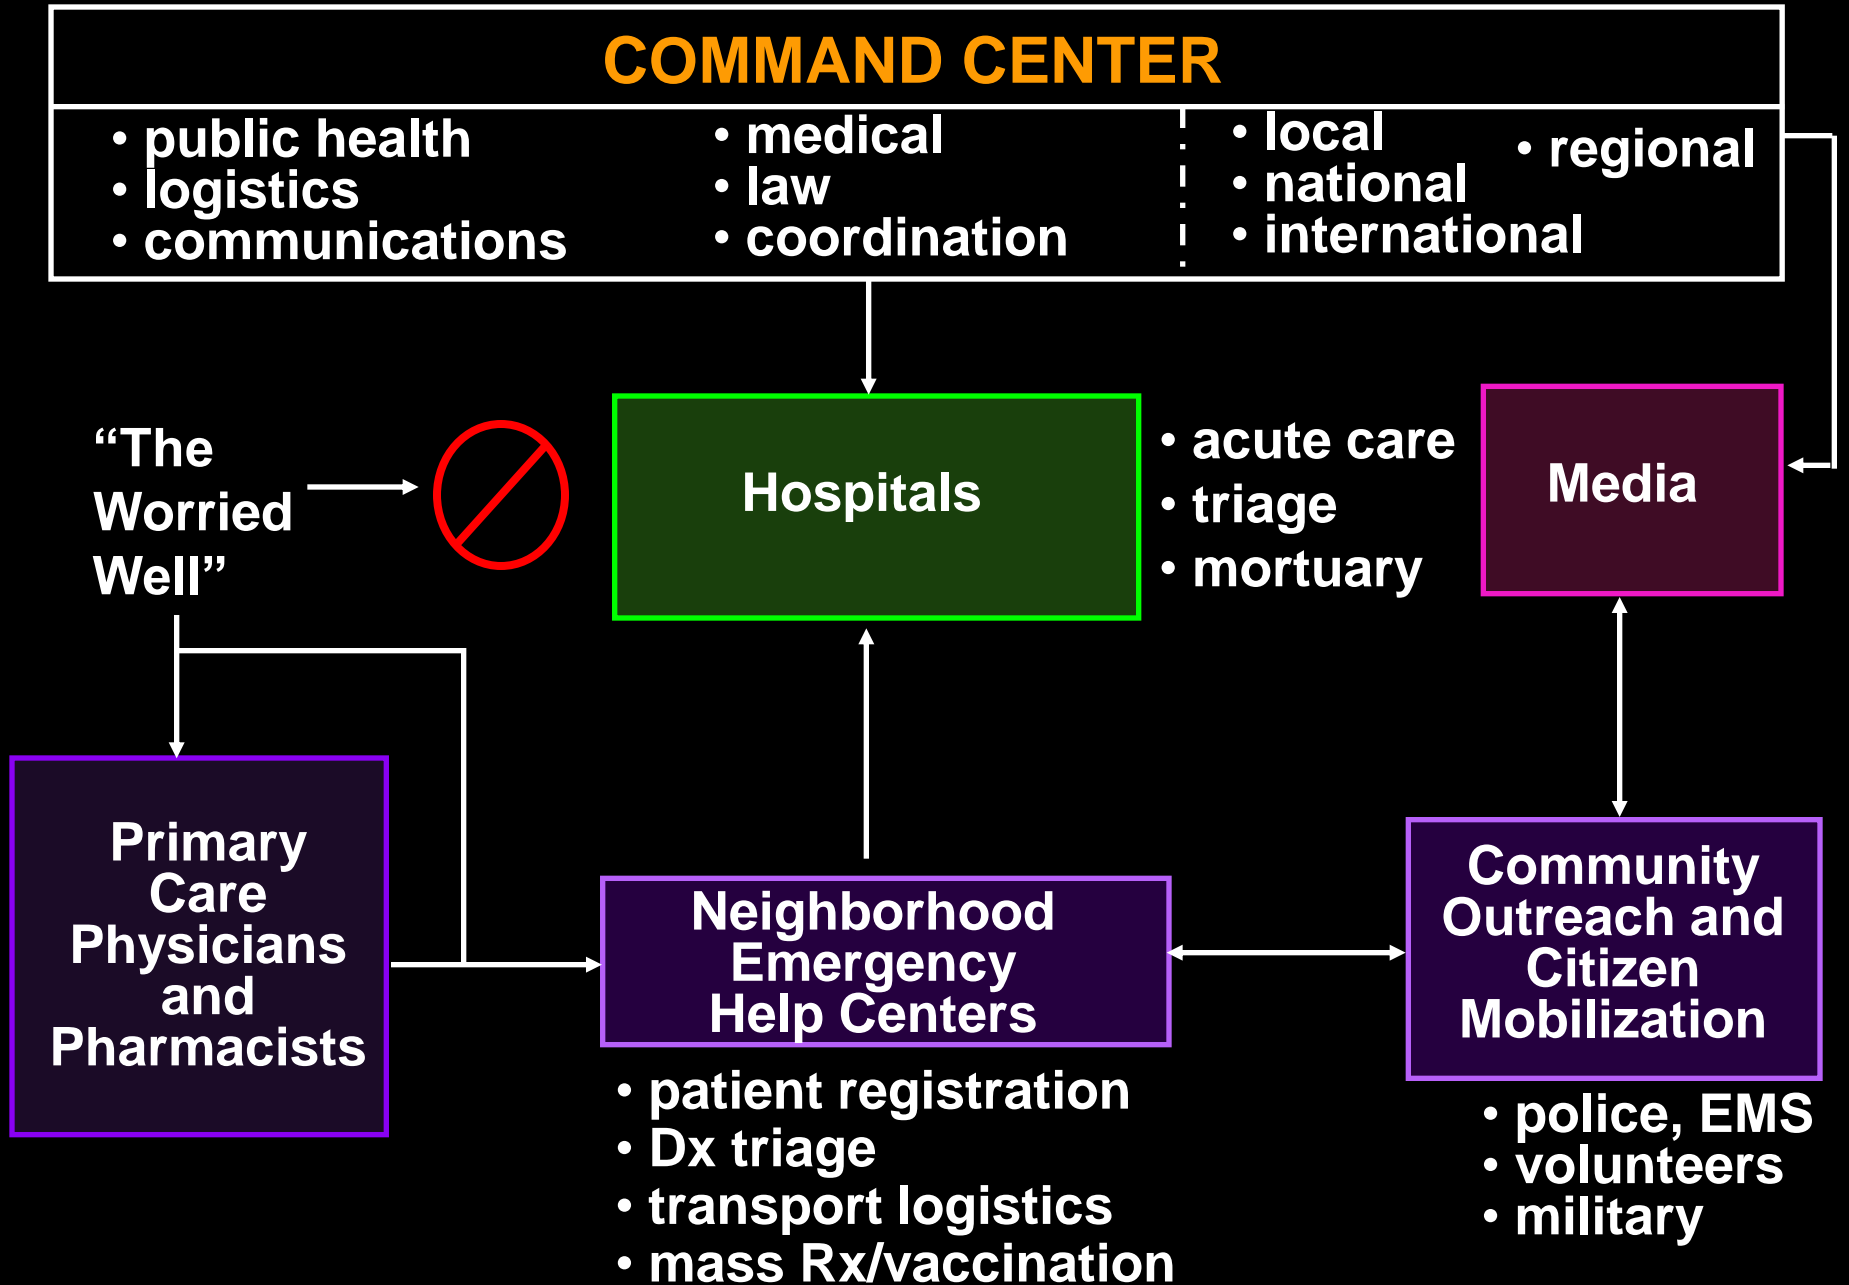 COMMAND CENTER
• public health
• logistics
• communications
• medical
• law
• coordination
• local
• national
• international
• regional
“The
Worried
Well”
Hospitals
• acute care
• triage
• mortuary
Media
Primary
Care
Physicians
and
Pharmacists
Neighborhood
Emergency
Help Centers
• patient registration
• Dx triage
• transport logistics
• mass Rx/vaccination
Community
Outreach and
Citizen
Mobilization
• police, EMS
• volunteers
• military